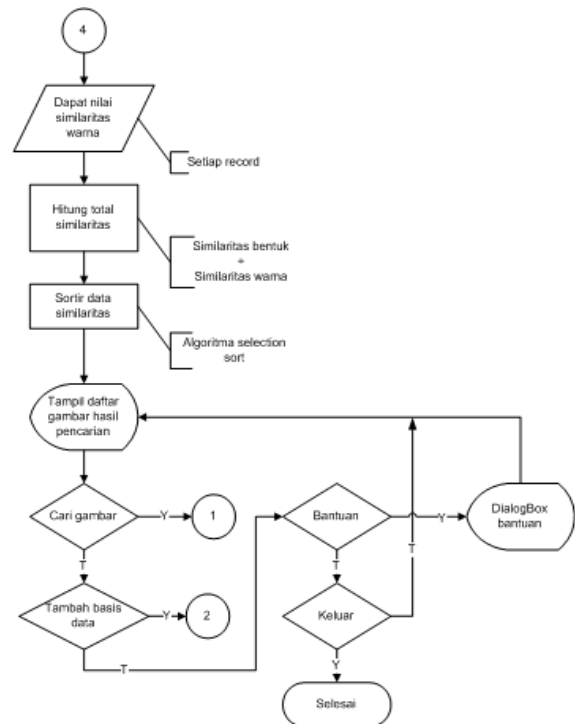 4
Dapat nilai
similaritas
warna
Setiap record
Hitung total
similaritas
Similaritas bentuk
+
Similaritas warna
Sortir data
similaritas
Algoritma selection
sort
Tampil daftar
gambar hasil
pencarian
Cari gambar
Y
1
T
Tambah basis
data
Y
2
T
Bantuan
Y
DialogBox
bantuan
T
Keluar
T
Y
Selesai